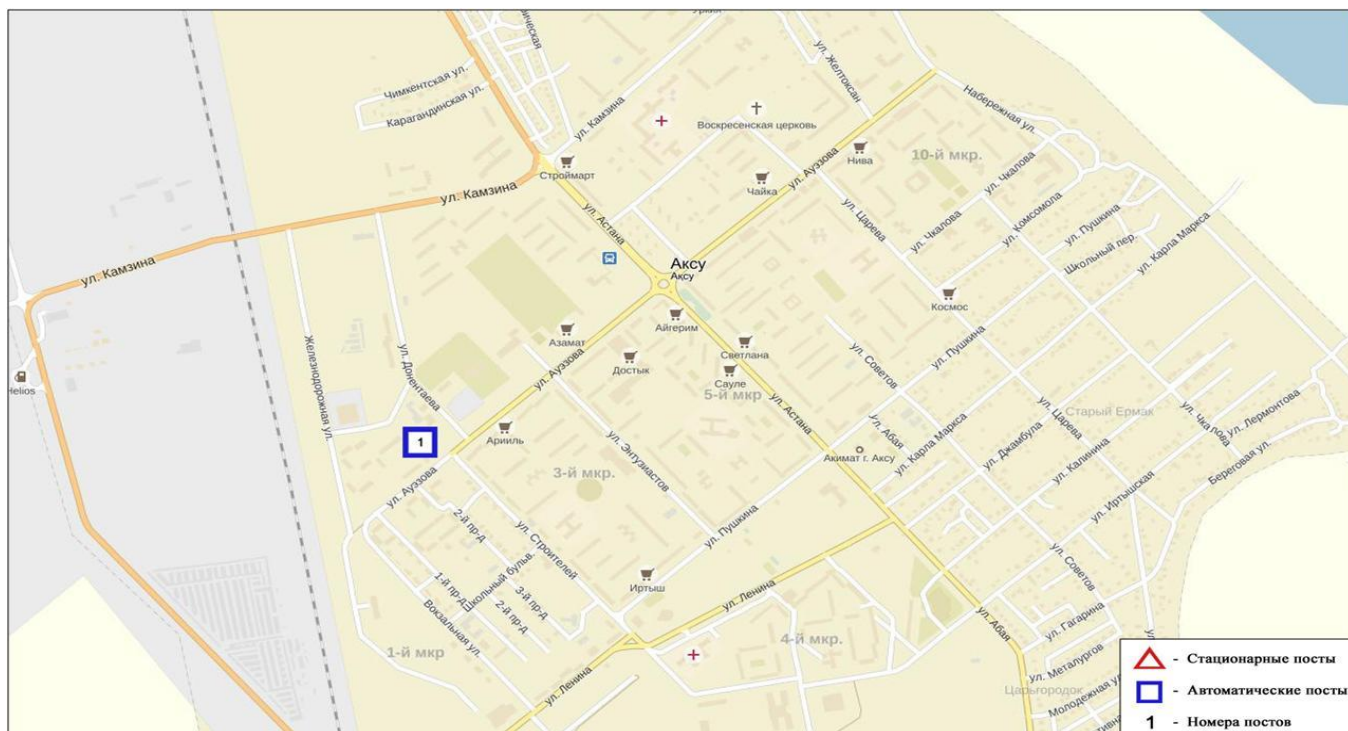 ул. Желтоксан
Набережная ул.
Чимкентская ул.
Карагандинская ул.
ул. Камзина
Воскресенская церковь
Нива
10-й мкр.
ул. Чкалова
Строймарт
Чайка
ул. Ауэзова
ул. Камзина
ул. Царева
ул. Чкалова
ул. Комсомола
ул. Пушкина
Школьный пер.
ул. Карла Маркса
ул. Астана
ул. Камзина
Аксу
Ақсу
Космос
Айгерим
Железнодорожная ул.
ул. Донентаева
Азамат
ул. Ауэзова
Достык
Светлана
Сауле
5-й мкр
ул. Советов
ул. Пушкина
Helios
ул. Астана
ул. Абая
ул. Карла Маркса
Старый Ермак
ул. Царева
ул. Чкалова
ул. Лермонтова
1
Арииль
ул. Энтузиастов
3-й мкр.
Акимат г. Аксу
ул. Джамбула
ул. Калинина
Береговая ул.
ул. Ауэзова
2-й пр-д
ул. Строителей
ул. Пушкина
ул. Иртышская
Школьный бульв.
1-й пр-д
3-й пр-д
2-й пр-д
Вокзальная ул.
Иртыш
ул. Ленина
ул. Советов
1-й мкр
4-й мкр.
ул. Абая
ул. Гагарина
ул. Ленина
ул. Металургов
Царьгородок
Молодежная ул.
- Стационарные посты
- Автоматические посты
1 - Номера постов